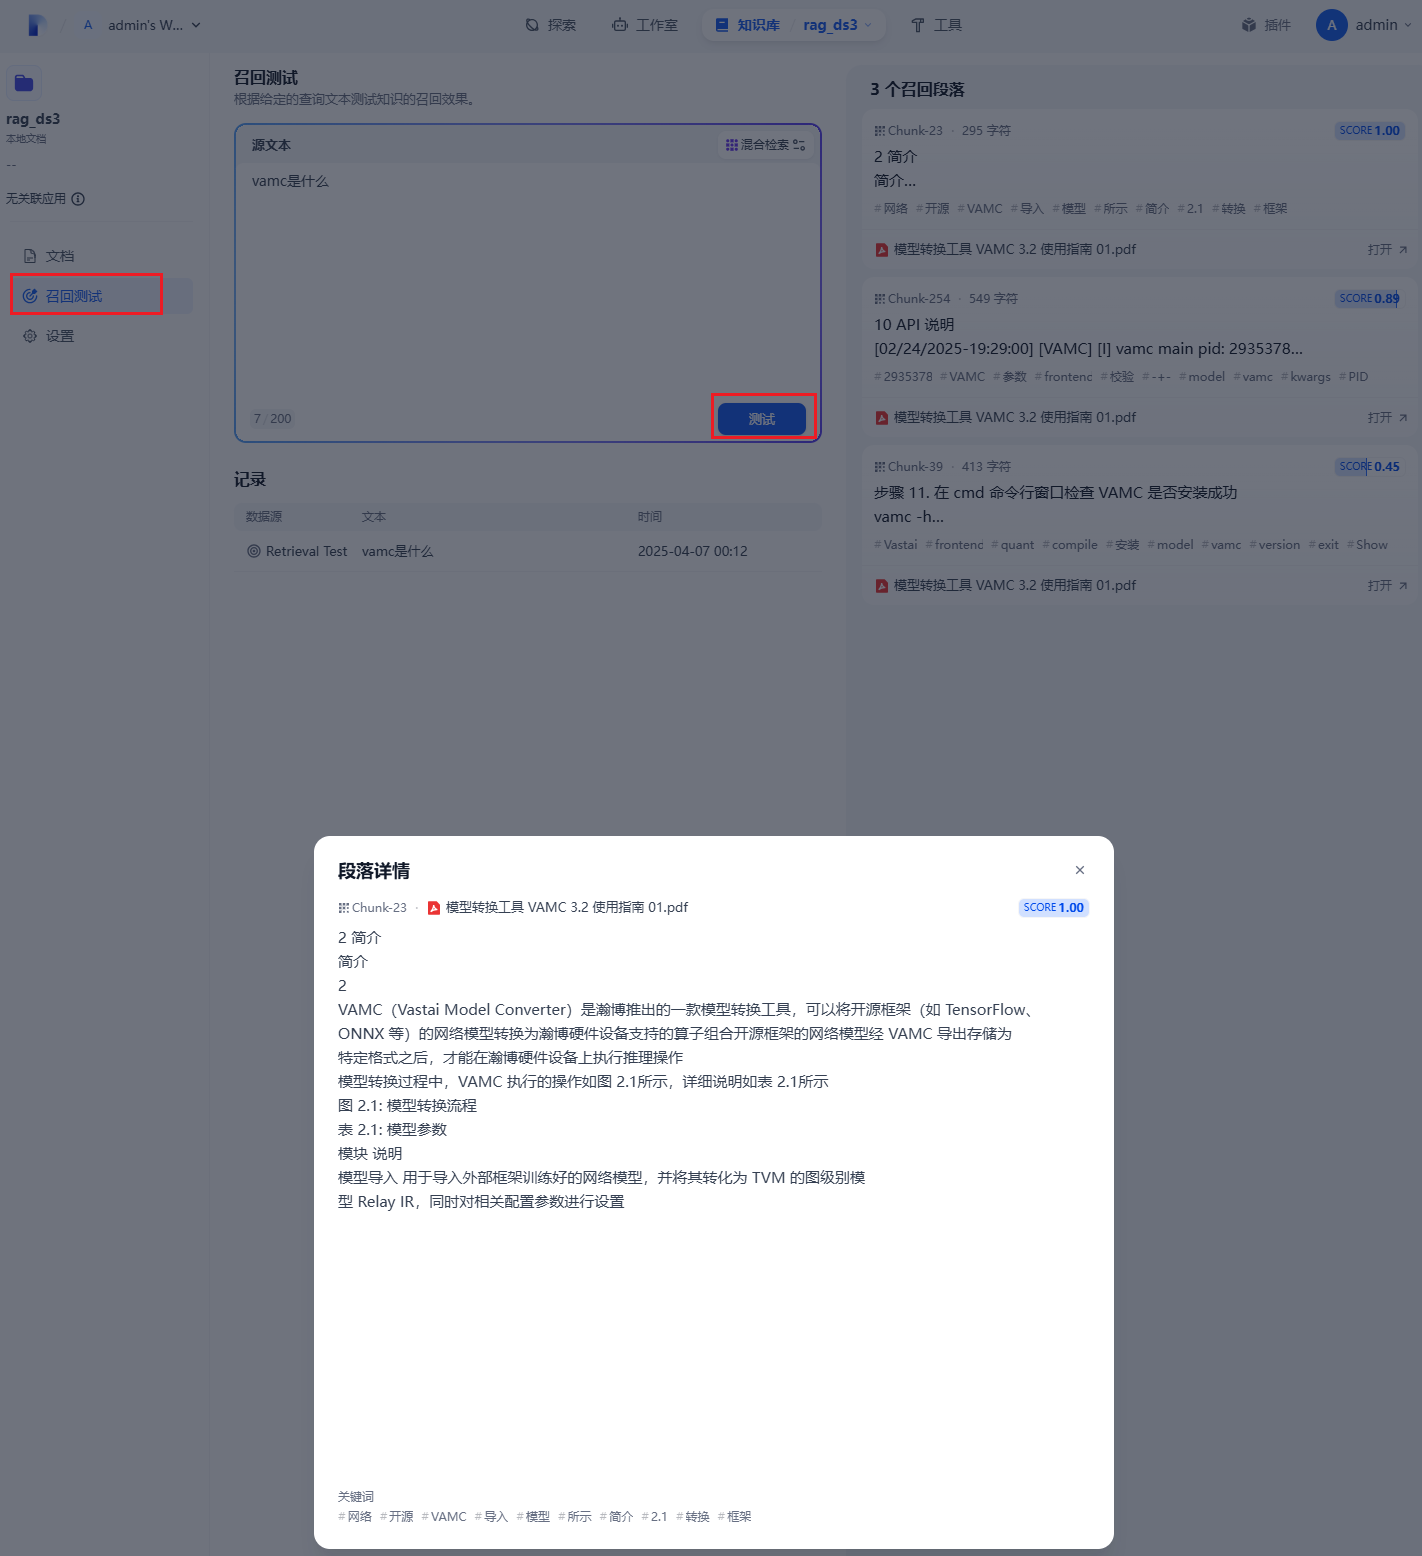 A admin's W...
探索
工作室
知识库 / rag_ds3
工具
插件
A admin
rag_ds3
本地文档
--
无关联应用
文档
召回测试
设置
召回测试
根据给定的查询文本测试知识的召回效果。
源文本
混合检索
vamc是什么
7 / 200
测试
记录
数据源 文本 时间
Retrieval Test vamc是什么 2025-04-07 00:12
3 个召回段落
Chunk-23 · 295 字符 SCORE 1.00
2 简介
简介...
# 网络 # 开源 # VAMC # 导入 # 模型 # 所示 # 简介 # 2.1 # 转换 # 框架
模型转换工具 VAMC 3.2 使用指南 01.pdf 打开
Chunk-254 · 549 字符 SCORE 0.89
10 API 说明
[02/24/2025-19:29:00] [VAMC] [I] vamc main pid: 2935378...
# 2935378 # VAMC # 参数 # frontend # 校验 # -+- # model # vamc # kwargs # PID
模型转换工具 VAMC 3.2 使用指南 01.pdf 打开
Chunk-39 · 413 字符 SCORE 0.45
步骤 11. 在 cmd 命令行窗口检查 VAMC 是否安装成功
vamc -h...
# Vastai # frontend # quant # compile # 安装 # model # vamc # version # exit # Show
模型转换工具 VAMC 3.2 使用指南 01.pdf 打开
段落详情
Chunk-23 · 模型转换工具 VAMC 3.2 使用指南 01.pdf SCORE 1.00
2 简介
简介
2
VAMC（Vastai Model Converter）是瀚博推出的一款模型转换工具，可以将开源框架（如 TensorFlow、
ONNX 等）的网络模型转换为瀚博硬件设备支持的算子组合开源框架的网络模型经 VAMC 导出存储为
特定格式之后，才能在瀚博硬件设备上执行推理操作
模型转换过程中，VAMC 执行的操作如图 2.1所示，详细说明如表 2.1所示
图 2.1: 模型转换流程
表 2.1: 模型参数
模块 说明
模型导入 用于导入外部框架训练好的网络模型，并将其转化为 TVM 的图级别模
型 Relay IR，同时对相关配置参数进行设置
关键词
# 网络 # 开源 # VAMC # 导入 # 模型 # 所示 # 简介 # 2.1 # 转换 # 框架